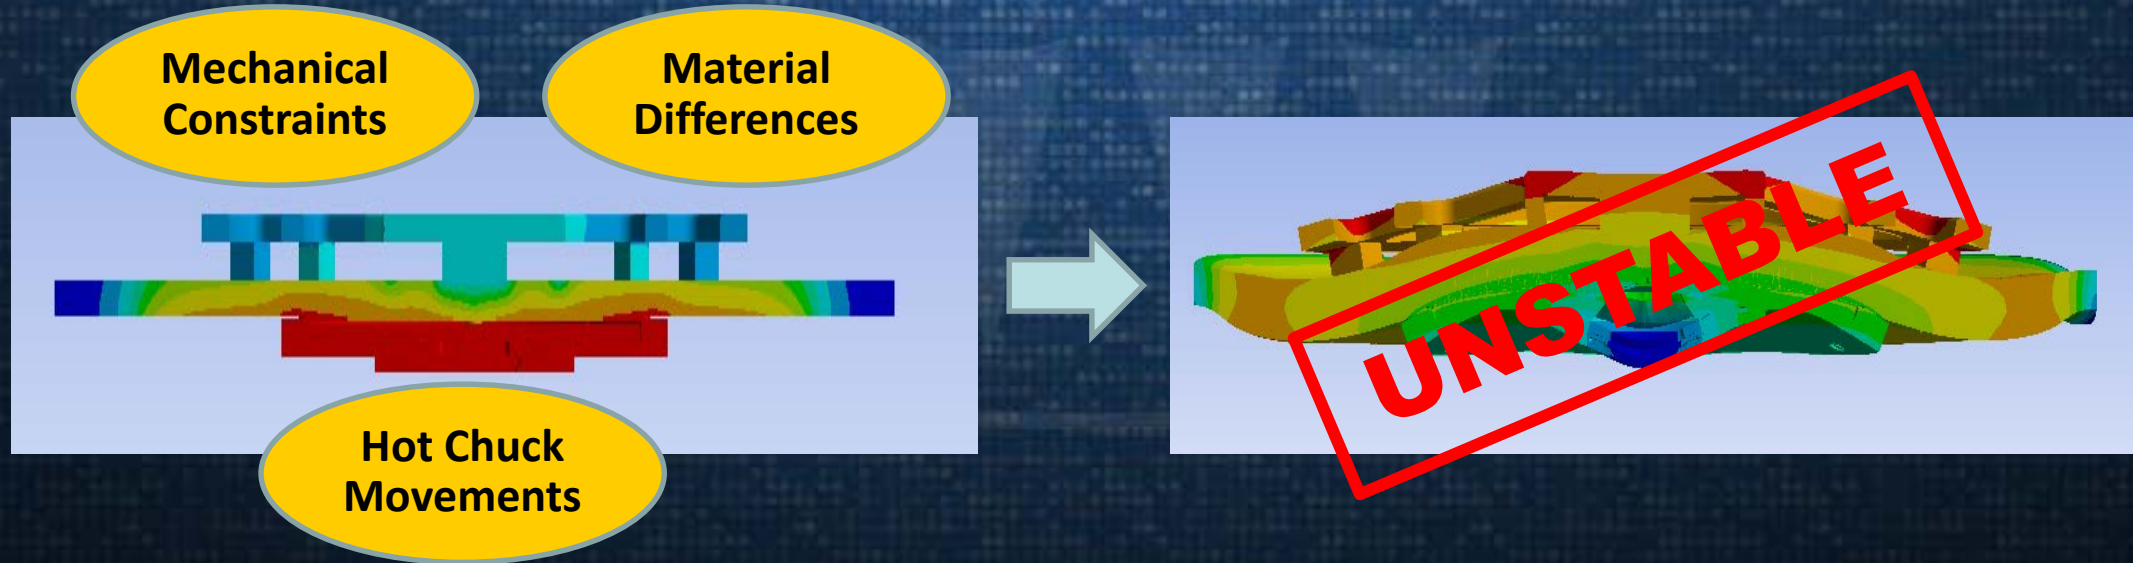 Mechanical
Constraints
Material
Differences
Hot Chuck
Movements
UNSTABLE